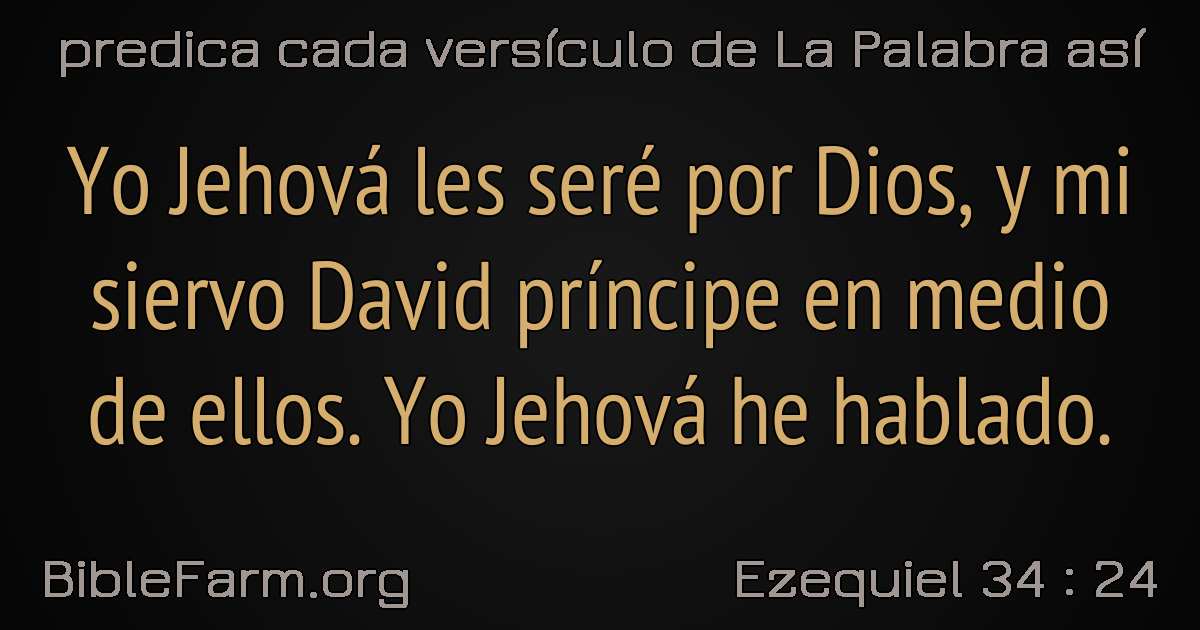 predica cada versículo de La Palabra así
Yo Jehová les seré por Dios, y mi
siervo David príncipe en medio
de ellos. Yo Jehová he hablado.
BibleFarm.org
Ezequiel 34 : 24